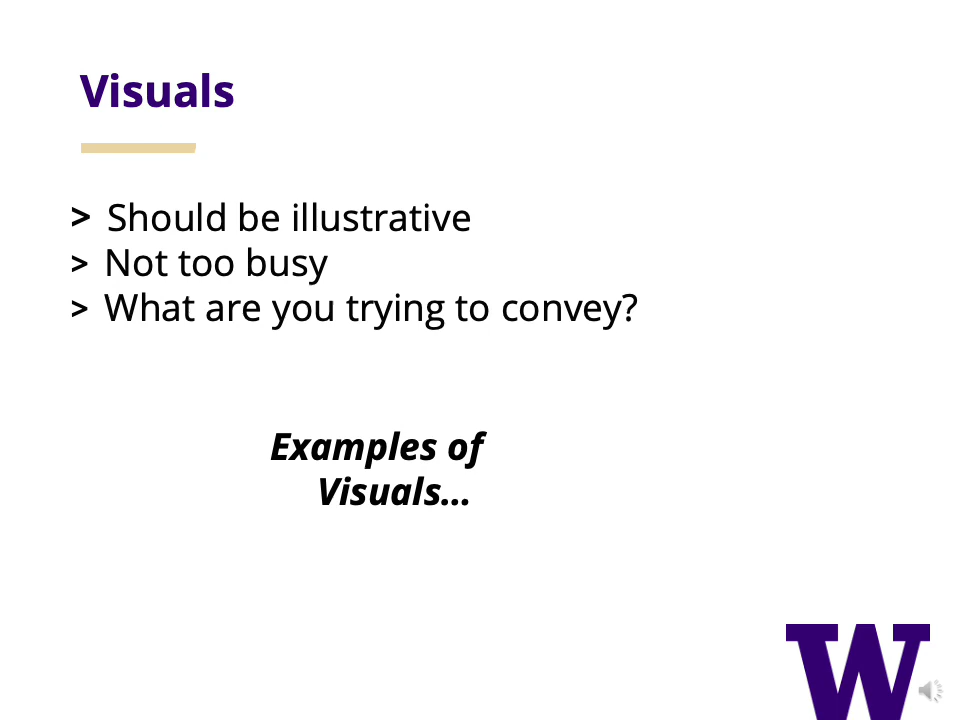 Visuals
> Should be illustrative
> Not too busy
> What are you trying to convey?
Examples of
Visuals...
W